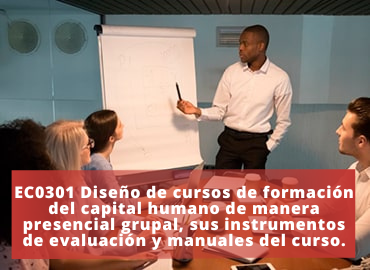 EC0301 Diseño de cursos de formación
del capital humano de manera
presencial grupal, sus instrumentos
de evaluación y manuales del curso.